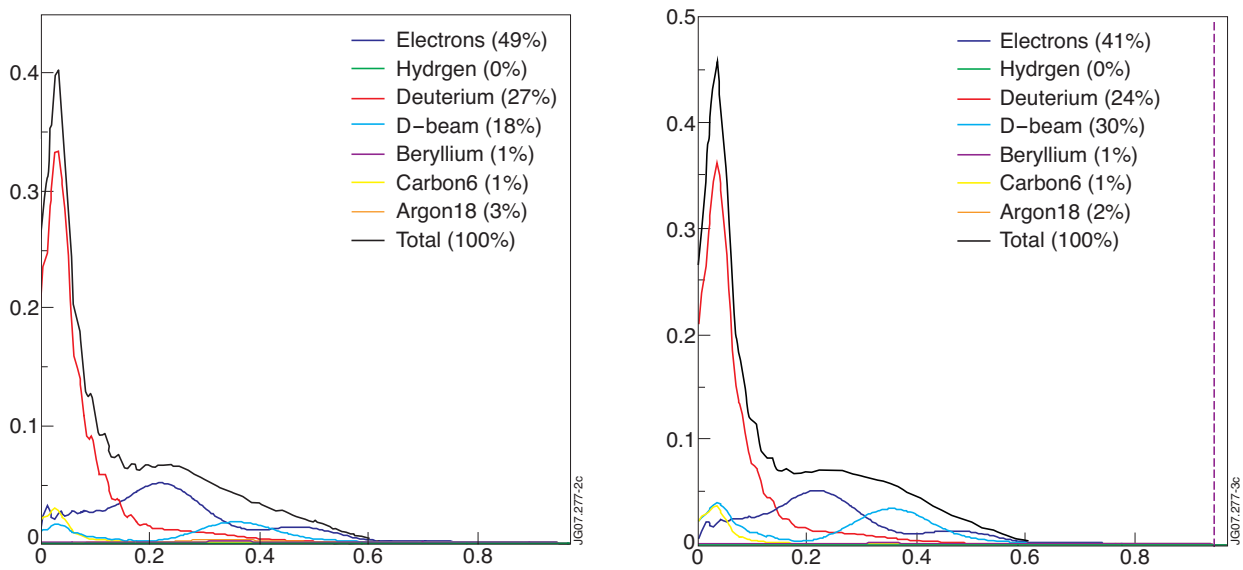 Electrons (49%)
Hydrgen (0%)
Deuterium (27%)
D−beam (18%)
Beryllium (1%)
Carbon6 (1%)
Argon18 (3%)
Total (100%)
0.4
0.3
0.2
0.1
0
0
0.2
0.4
0.6
0.8
JG07.277-2c
0.5
Electrons (41%)
Hydrgen (0%)
Deuterium (24%)
D−beam (30%)
Beryllium (1%)
Carbon6 (1%)
Argon18 (2%)
Total (100%)
0.4
0.3
0.2
0.1
0
0
0.2
0.4
0.6
0.8
JG07.277-3c